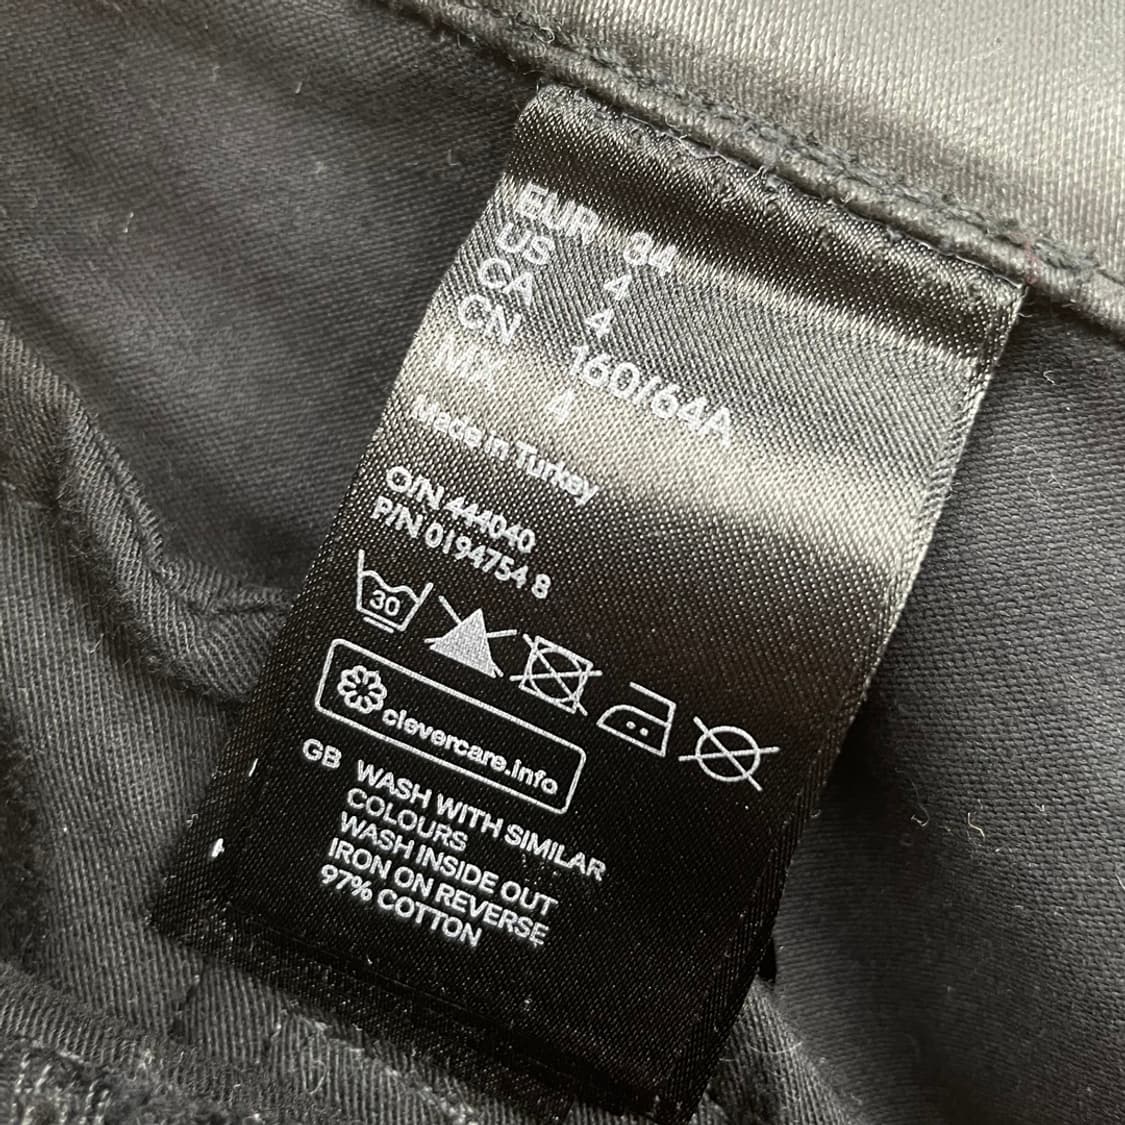 EUR 34
US 4
CA 4
CN 160/64A
MX 4
Made in Turkey
O/N 444040
P/N 0194754 8
30
clevercare.info
GB WASH WITH SIMILAR
COLOURS
WASH INSIDE OUT
IRON ON REVERSE
97% COTTON